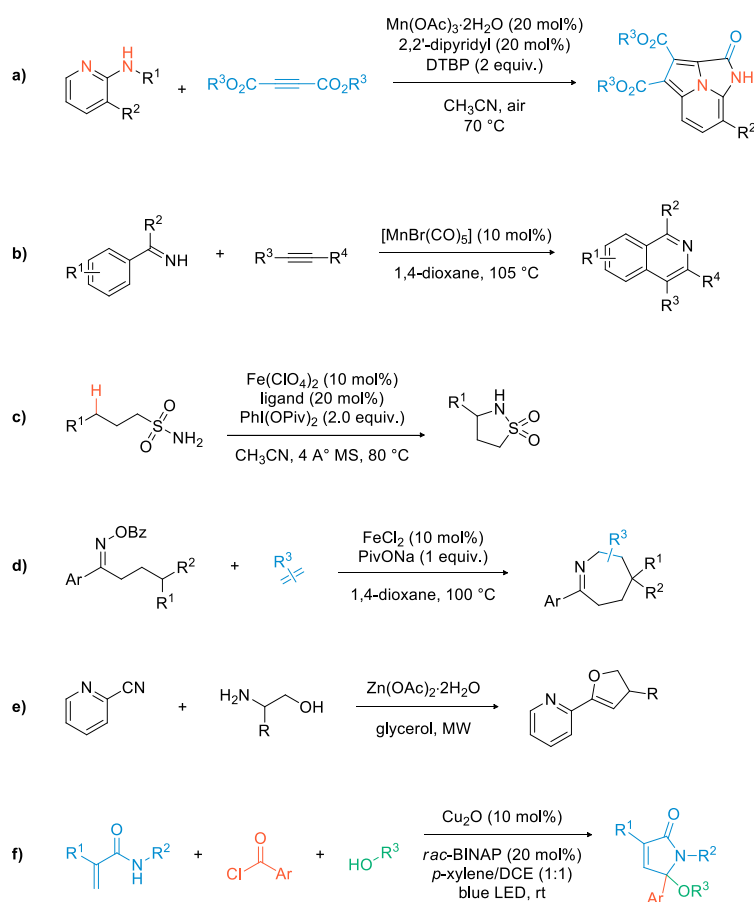 a)
N
H
N
R¹
R²
+
R³O₂C
CO₂R³
Mn(OAc)₃·2H₂O (20 mol%)
2,2'-dipyridyl (20 mol%)
DTBP (2 equiv.)
CH₃CN, air
70 °C
R³O₂C
R³O₂C
O
NH
N
R²
b)
R²
R¹
NH
+
R³
R⁴
[MnBr(CO)₅] (10 mol%)
1,4-dioxane, 105 °C
R²
R¹
N
R⁴
R³
c)
H
R¹
O
O
S
NH₂
Fe(ClO₄)₂ (10 mol%)
ligand (20 mol%)
PhI(OPiv)₂ (2.0 equiv.)
CH₃CN, 4 A° MS, 80 °C
R¹
H
N
S
O
O
d)
OBz
N
Ar
R²
R¹
+
R³
FeCl₂ (10 mol%)
PivONa (1 equiv.)
1,4-dioxane, 100 °C
R³
N
R¹
R²
Ar
e)
N
CN
+
H₂N
OH
R
Zn(OAc)₂·2H₂O
glycerol, MW
N
O
R
f)
O
R¹
N
H
R²
+
O
Cl
Ar
+
HO
R³
Cu₂O (10 mol%)
rac-BINAP (20 mol%)
p-xylene/DCE (1:1)
blue LED, rt
R¹
O
N
R²
Ar
OR³